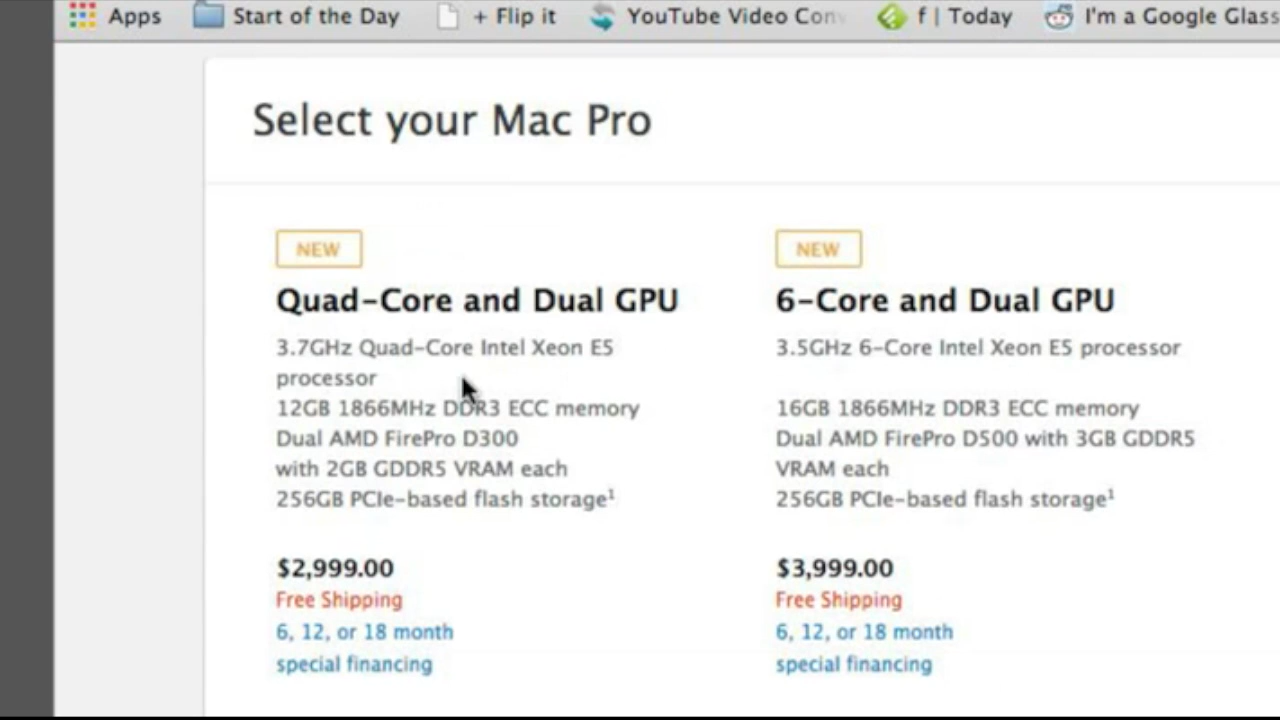 Apps Start of the Day + Flip it YouTube Video Con f | Today I'm a Google Glass
Select your Mac Pro
NEW
Quad-Core and Dual GPU
3.7GHz Quad-Core Intel Xeon E5
processor
12GB 1866MHz DDR3 ECC memory
Dual AMD FirePro D300
with 2GB GDDR5 VRAM each
256GB PCIe-based flash storage¹
$2,999.00
Free Shipping
6, 12, or 18 month
special financing
NEW
6-Core and Dual GPU
3.5GHz 6-Core Intel Xeon E5 processor
16GB 1866MHz DDR3 ECC memory
Dual AMD FirePro D500 with 3GB GDDR5
VRAM each
256GB PCIe-based flash storage¹
$3,999.00
Free Shipping
6, 12, or 18 month
special financing